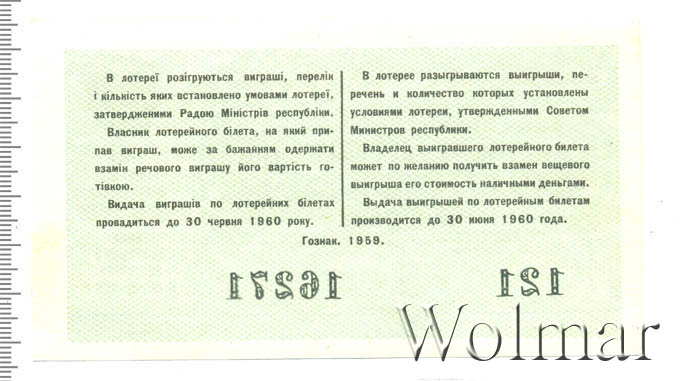 В лотереї розігруються виграші, перелік
і кількість яких встановлено умовами лотереї,
затвердженими Радою Міністрів республіки.
Власник лотерейного білета, на який при-
пав виграш, може за бажанням одержати
взамін речового виграшу його вартість го-
тівкою.
Видача виграшів по лотерейних білетах
провадиться до 30 червня 1960 року.
В лотерее разыгрываются выигрыши, пе-
речень и количество которых установлены
условиями лотереи, утвержденными Советом
Министров республики.
Владелец выигравшего лотерейного билета
может по желанию получить взамен вещевого
выигрыша его стоимость наличными деньгами.
Выдача выигрышей по лотерейным билетам
производится до 30 июня 1960 года.
Гознак. 1959.
121
Wolmar